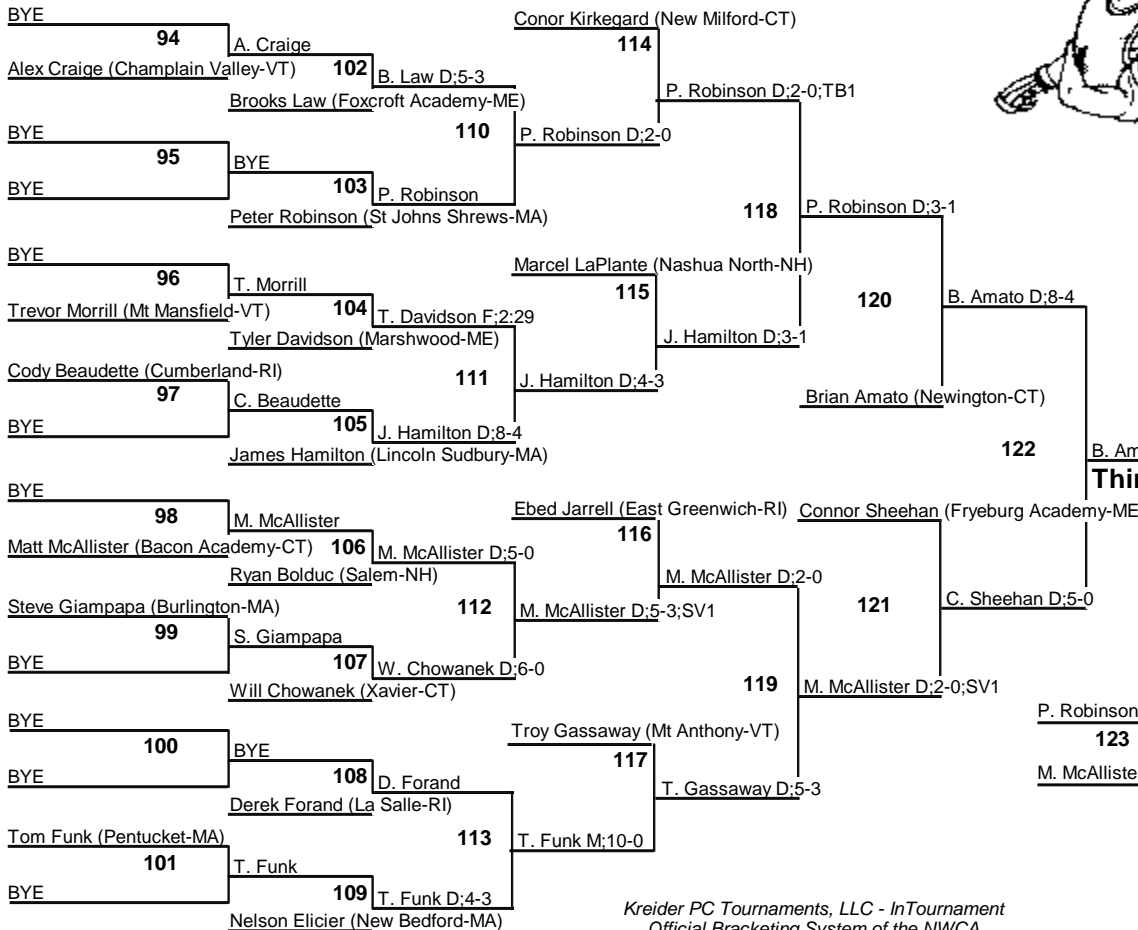 BYE
94
Alex Craige (Champlain Valley-VT)
A. Craige
102
Brooks Law (Foxcroft Academy-ME)
B. Law D;5-3
BYE
95
BYE
BYE
103
Peter Robinson (St Johns Shrews-MA)
P. Robinson
110
P. Robinson D;2-0
Conor Kirkegard (New Milford-CT)
114
P. Robinson D;2-0;TB1
BYE
96
Trevor Morrill (Mt Mansfield-VT)
T. Morrill
104
Tyler Davidson (Marshwood-ME)
T. Davidson F;2:29
Cody Beaudette (Cumberland-RI)
97
BYE
C. Beaudette
105
James Hamilton (Lincoln Sudbury-MA)
J. Hamilton D;8-4
111
J. Hamilton D;4-3
Marcel LaPlante (Nashua North-NH)
115
J. Hamilton D;3-1
118
P. Robinson D;3-1
120
Brian Amato (Newington-CT)
B. Amato D;8-4
BYE
98
Matt McAllister (Bacon Academy-CT)
M. McAllister
106
Ryan Bolduc (Salem-NH)
M. McAllister D;5-0
Steve Giampapa (Burlington-MA)
99
BYE
S. Giampapa
107
Will Chowanek (Xavier-CT)
W. Chowanek D;6-0
112
M. McAllister D;5-3;SV1
Ebed Jarrell (East Greenwich-RI)
116
M. McAllister D;2-0
BYE
100
BYE
BYE
108
Derek Forand (La Salle-RI)
D. Forand
Tom Funk (Pentucket-MA)
101
BYE
T. Funk
109
Nelson Elicier (New Bedford-MA)
T. Funk D;4-3
113
T. Funk M;10-0
Troy Gassaway (Mt Anthony-VT)
117
T. Gassaway D;5-3
119
M. McAllister D;2-0;SV1
Connor Sheehan (Fryeburg Academy-ME
121
C. Sheehan D;5-0
122
B. Am
Thir
P. Robinson
123
M. McAlliste
Kreider PC Tournaments, LLC - InTournament
Official Bracketing System of the NWCA